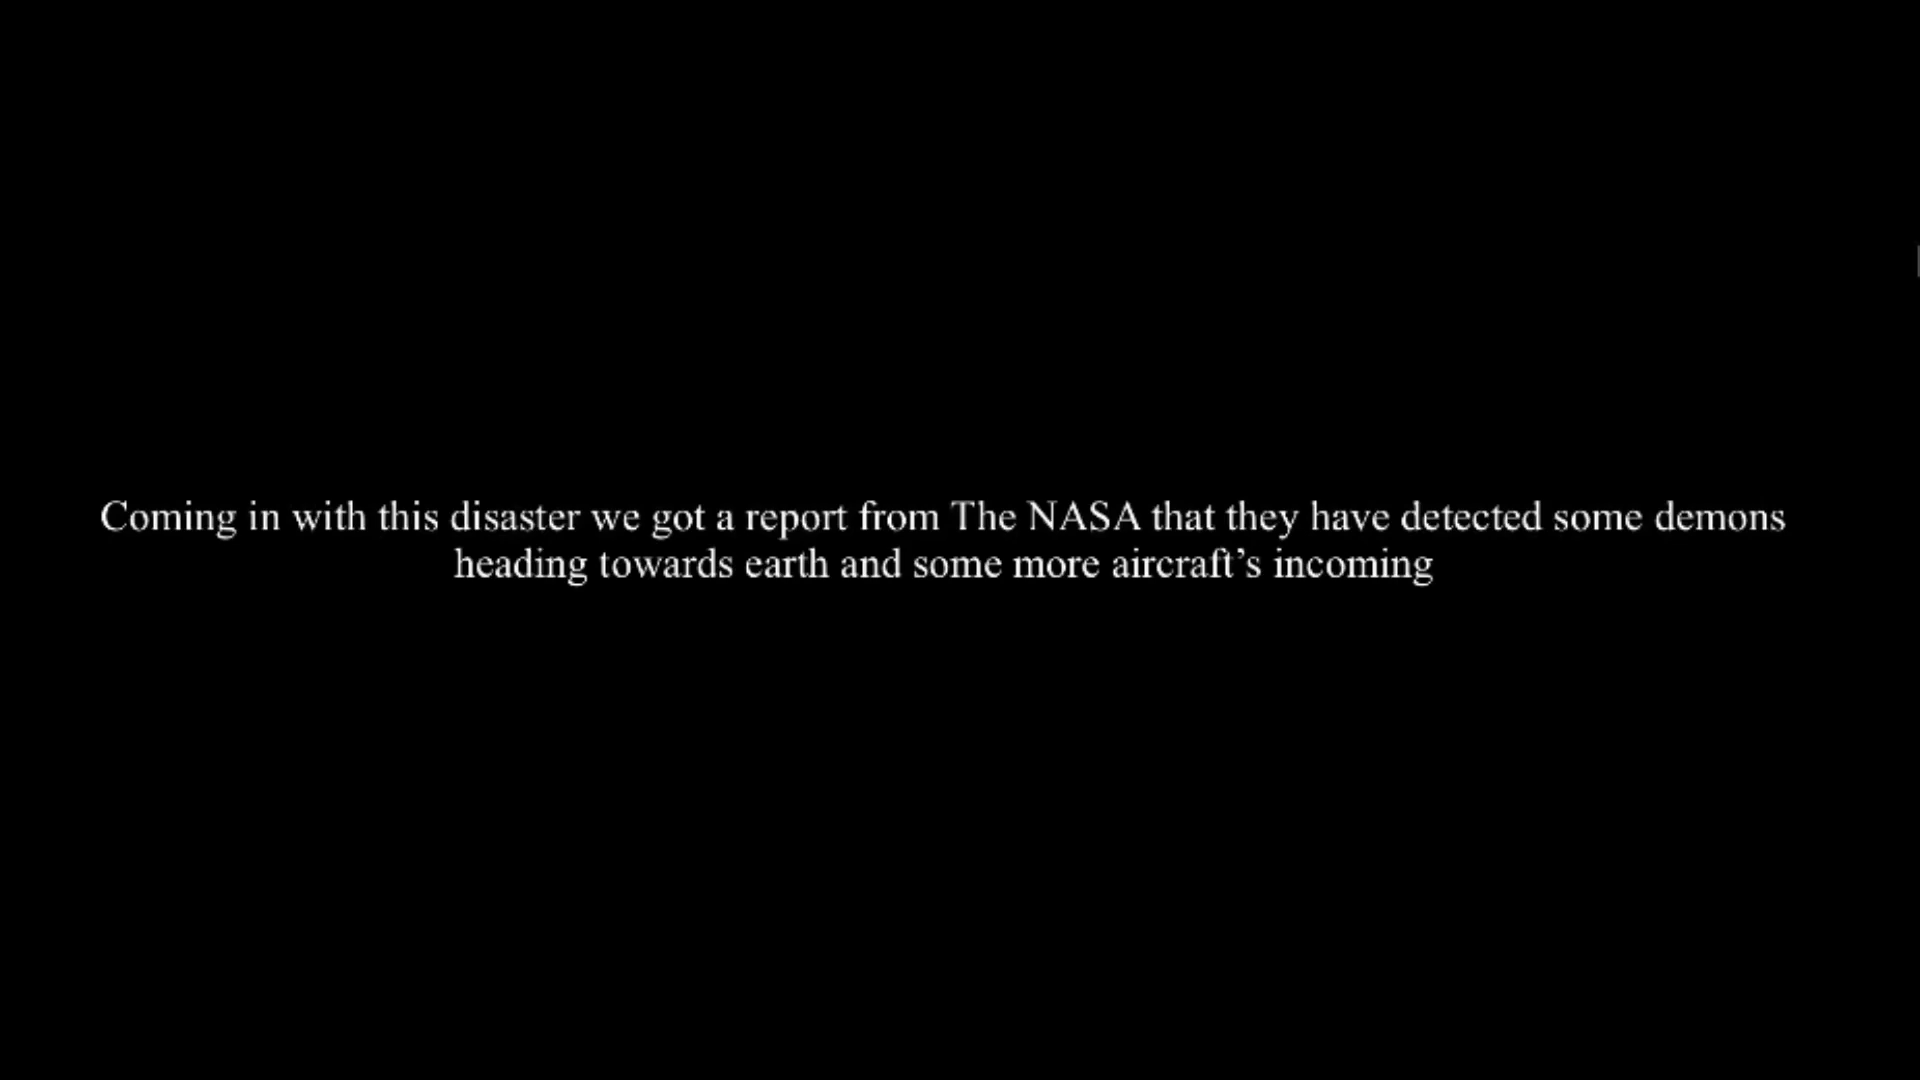 Coming in with this disaster we got a report from The NASA that they have detected some demons
heading towards earth and some more aircraft’s incoming